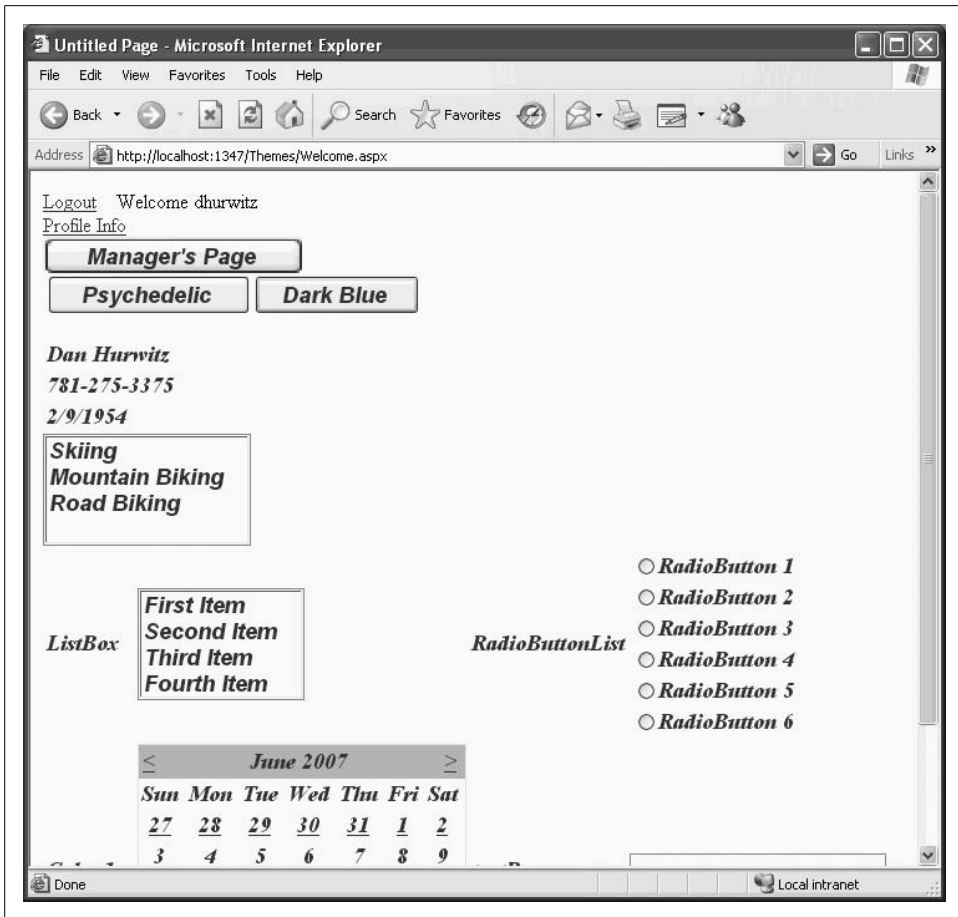 Untitled Page - Microsoft Internet Explorer
File Edit View Favorites Tools Help
Back Search Favorites
Address http://localhost:1347/Themes/Welcome.aspx Go Links »
Logout Welcome dhurwitz
Profile Info
Manager's Page
Psychedelic Dark Blue
Dan Hurwitz
781-275-3375
2/9/1954
Skiing
Mountain Biking
Road Biking
RadioButton 1
RadioButton 2
RadioButton 3
RadioButton 4
RadioButton 5
RadioButton 6
ListBox
First Item
Second Item
Third Item
Fourth Item
RadioButtonList
< June 2007 >
Sun Mon Tue Wed Thu Fri Sat
27 28 29 30 31 1 2
3 4 5 6 7 8 9
Done Local intranet